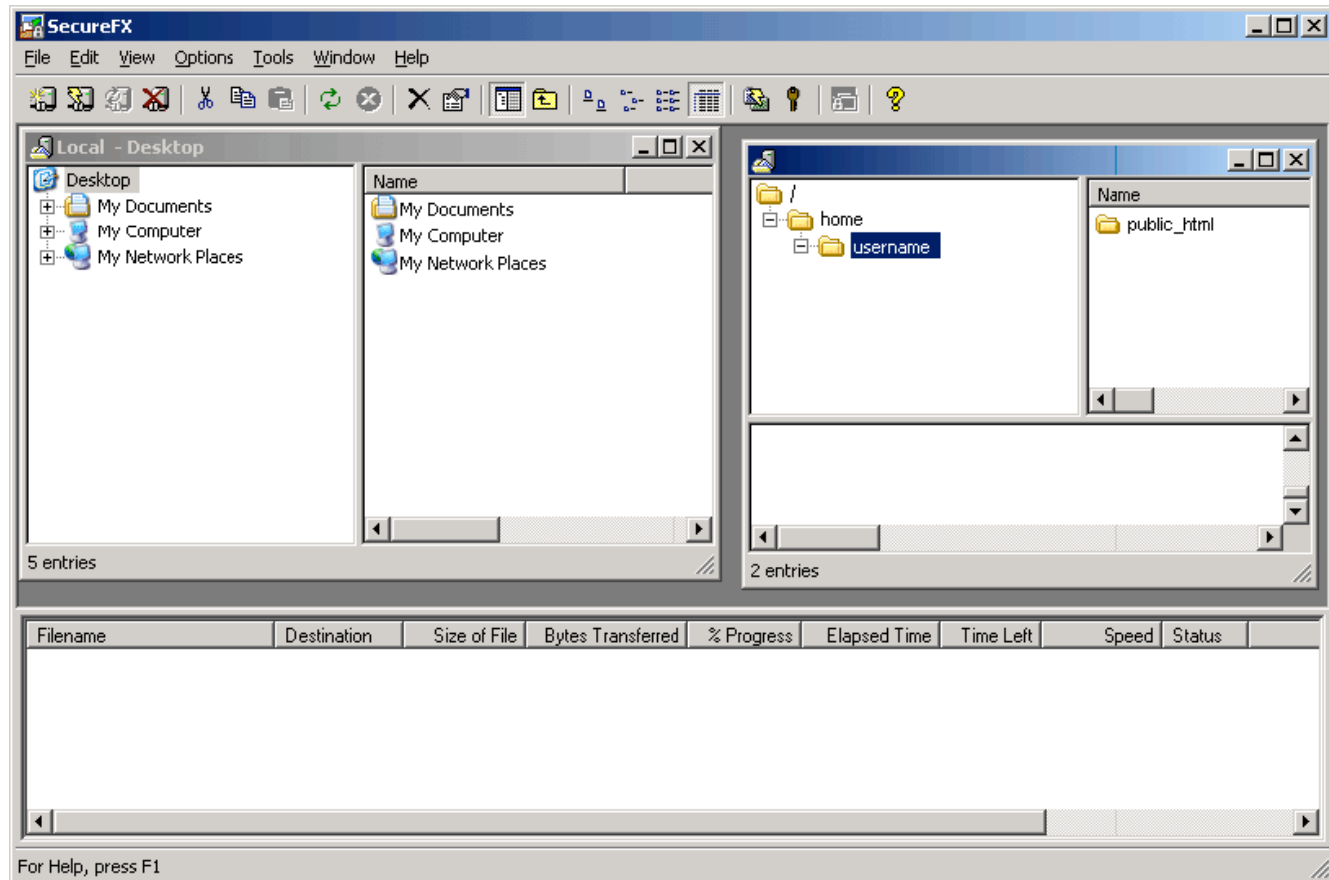 SecureFX
File Edit View Options Tools Window Help
Local - Desktop
Desktop
My Documents
My Computer
My Network Places
Name
My Documents
My Computer
My Network Places
5 entries
/
home
username
Name
public_html
2 entries
Filename Destination Size of File Bytes Transferred % Progress Elapsed Time Time Left Speed Status
For Help, press F1